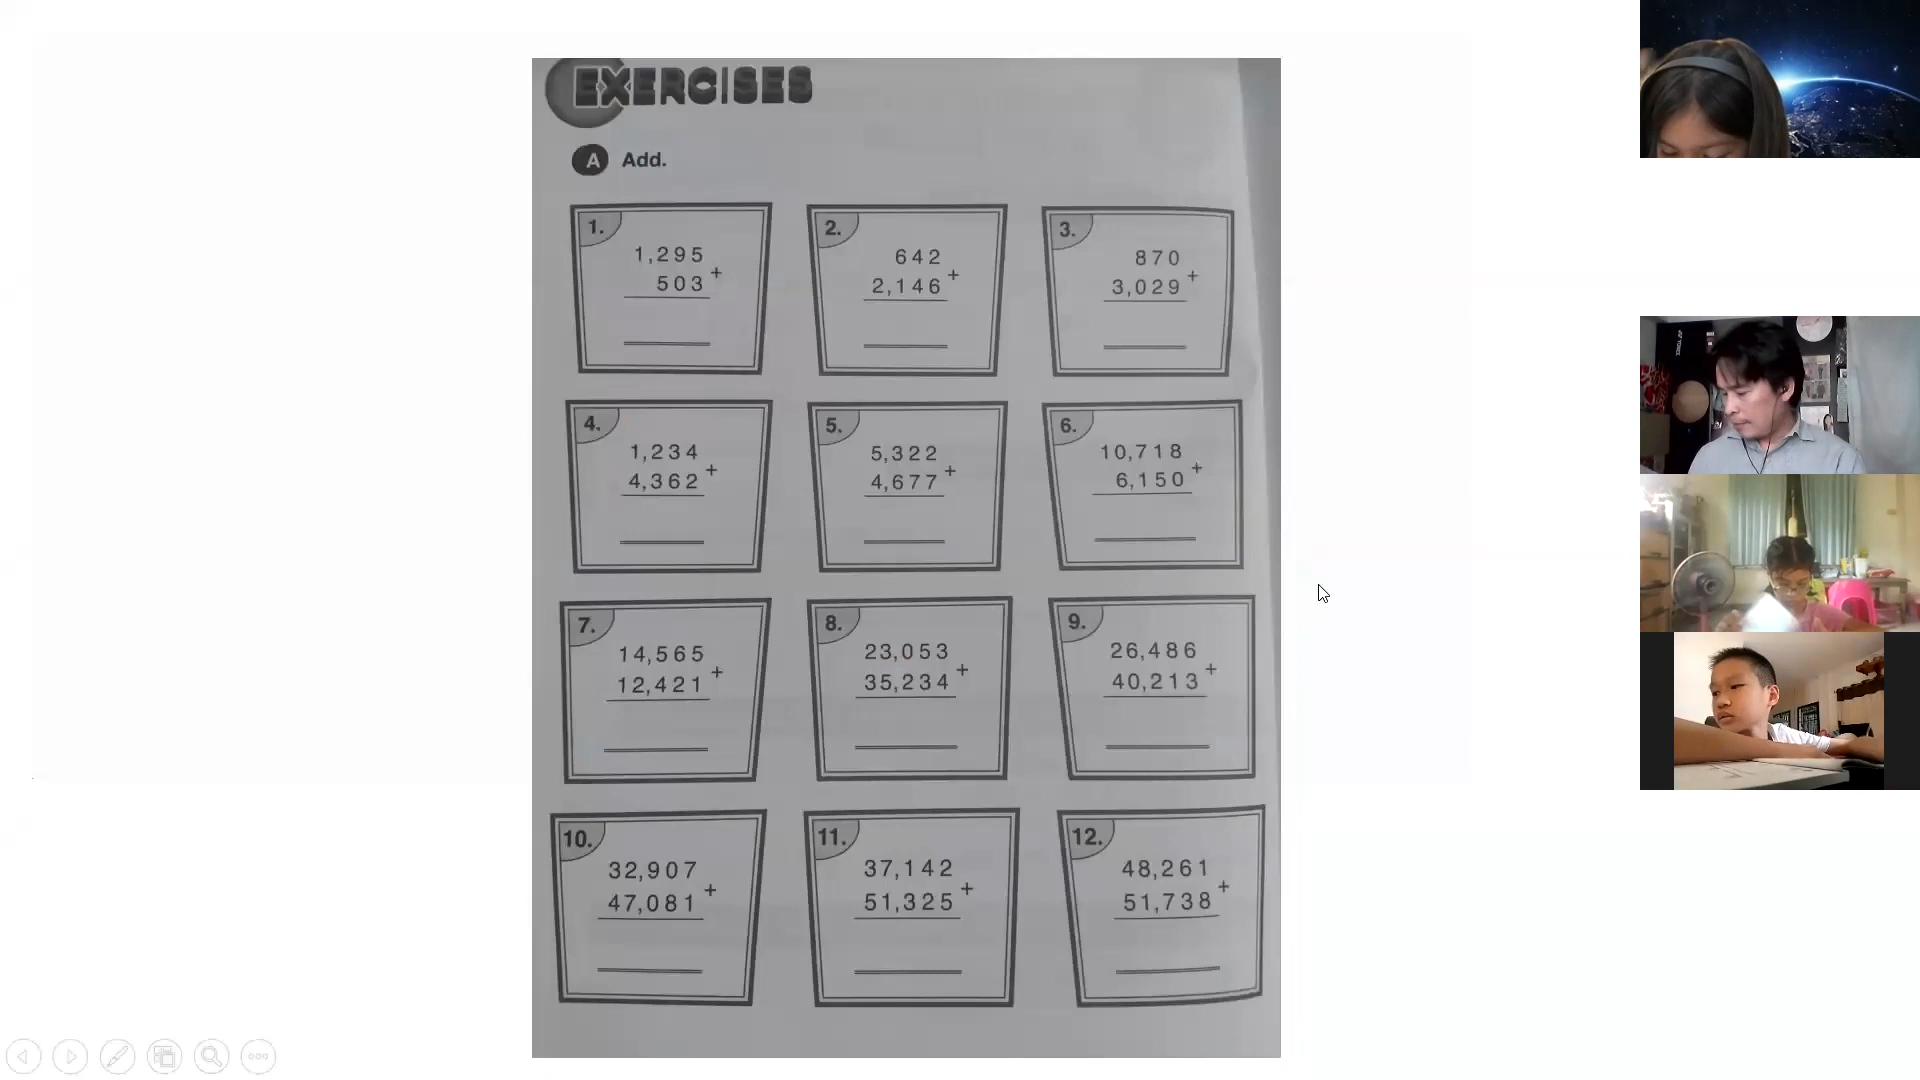 EXERCISES
A Add.
1. 2. 3.
1,295 + 642 + 870 +
503 2,146 3,029
4. 5. 6.
1,234 + 5,322 + 10,718 +
4,362 4,677 6,150
7. 8. 9.
14,565 + 23,053 + 26,486 +
12,421 35,234 40,213
10. 11. 12.
32,907 + 37,142 + 48,261 +
47,081 51,325 51,738